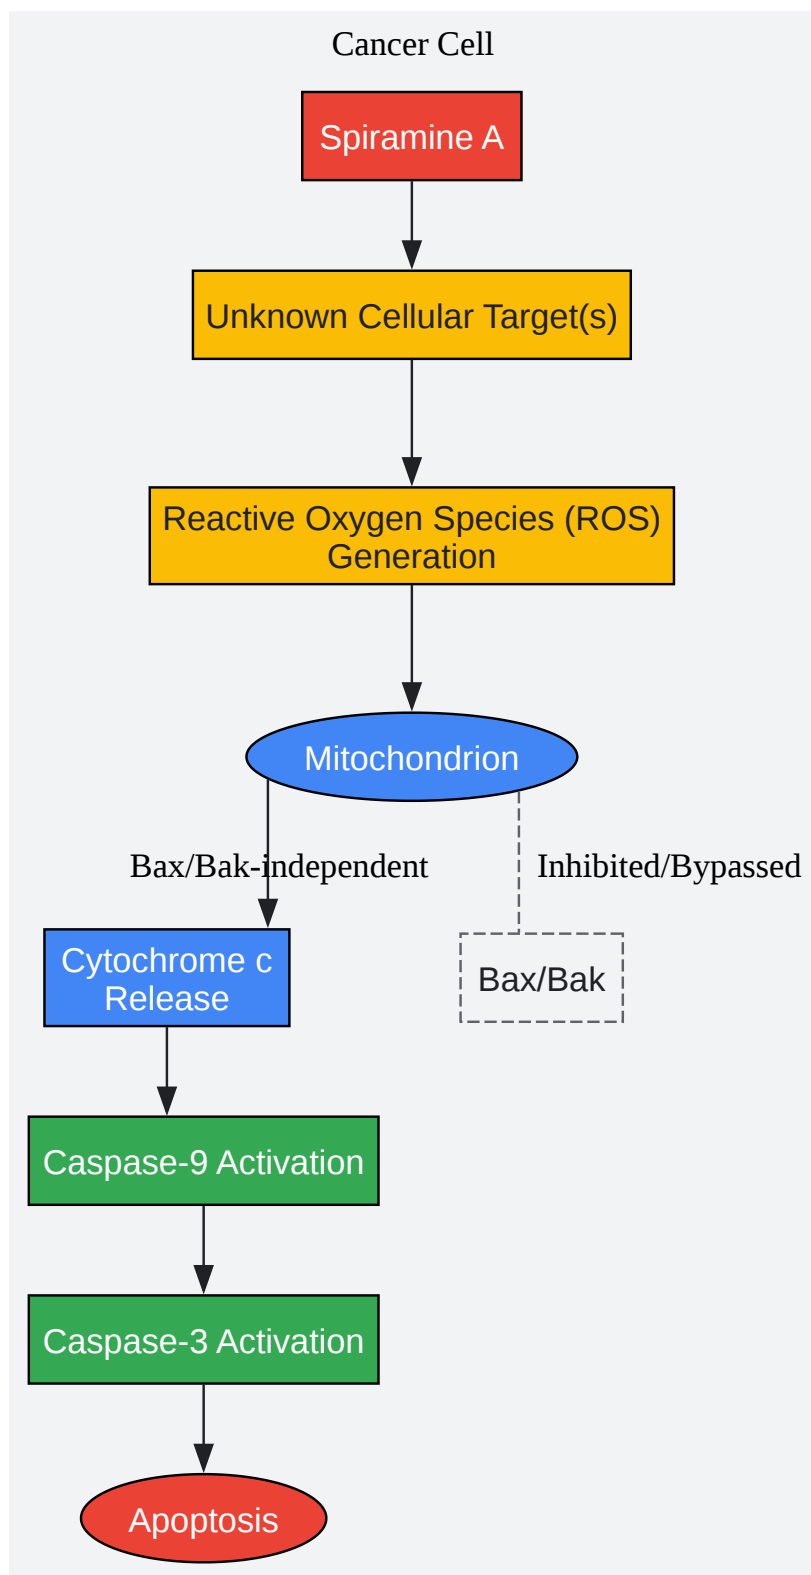 Cancer Cell
Spiramine A
Unknown Cellular Target(s)
Reactive Oxygen Species (ROS)
Generation
Mitochondrion
Bax/Bak-independent
Inhibited/Bypassed
Cytochrome c
Release
Bax/Bak
Caspase-9 Activation
Caspase-3 Activation
Apoptosis